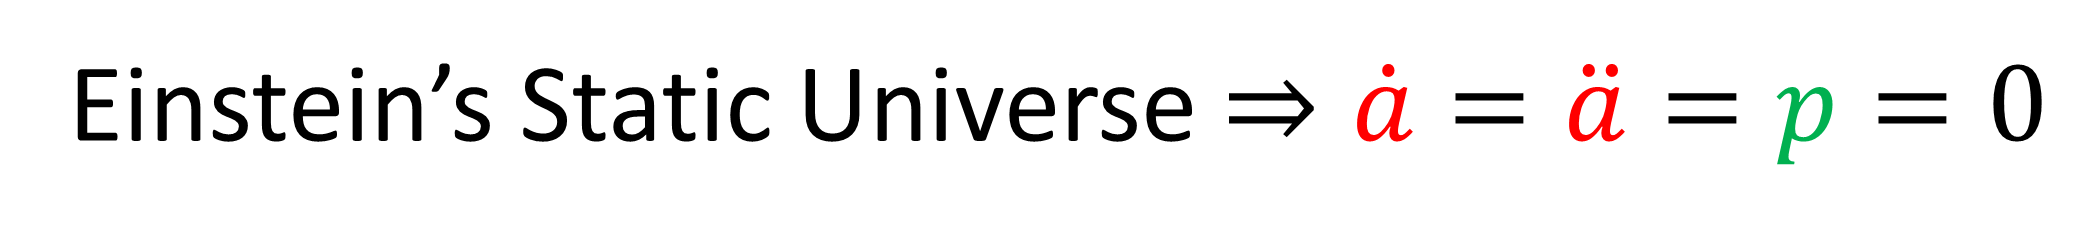 Einstein’s Static Universe ⇒ ȧ = ä = p = 0